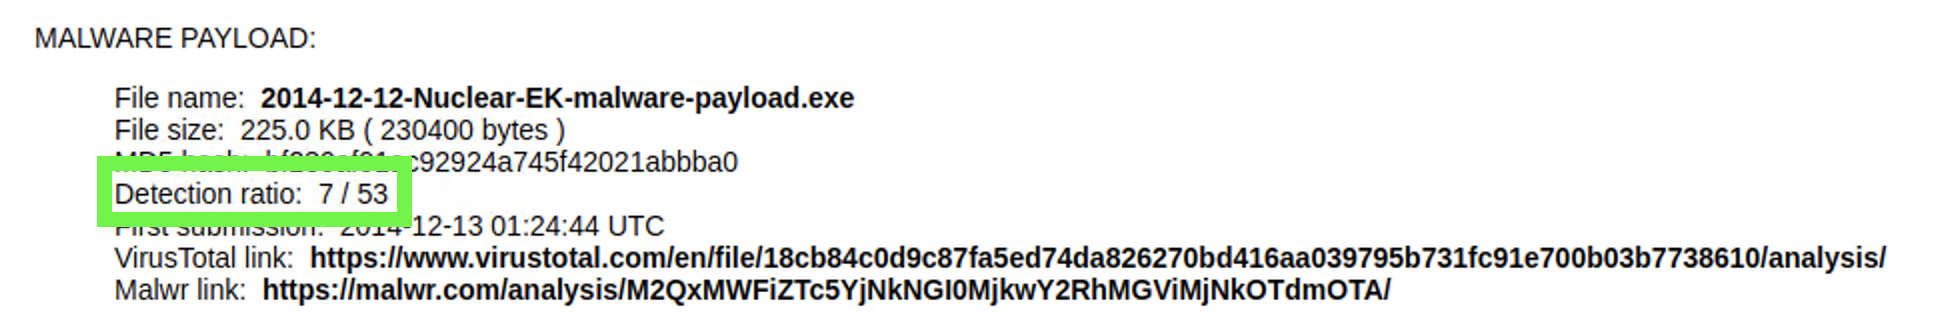 MALWARE PAYLOAD:
File name: 2014-12-12-Nuclear-EK-malware-payload.exe
File size: 225.0 KB ( 230400 bytes )
MD5 hash: c92924a745f42021abbba0
Detection ratio: 7 / 53
First submission: 2014-12-13 01:24:44 UTC
VirusTotal link: https://www.virustotal.com/en/file/18cb84c0d9c87fa5ed74da826270bd416aa039795b731fc91e700b03b7738610/analysis/
Malwr link: https://malwr.com/analysis/M2QxMWFiZTc5YjNkNGI0MjkwY2RhMGViMjNkOTdmOTA/